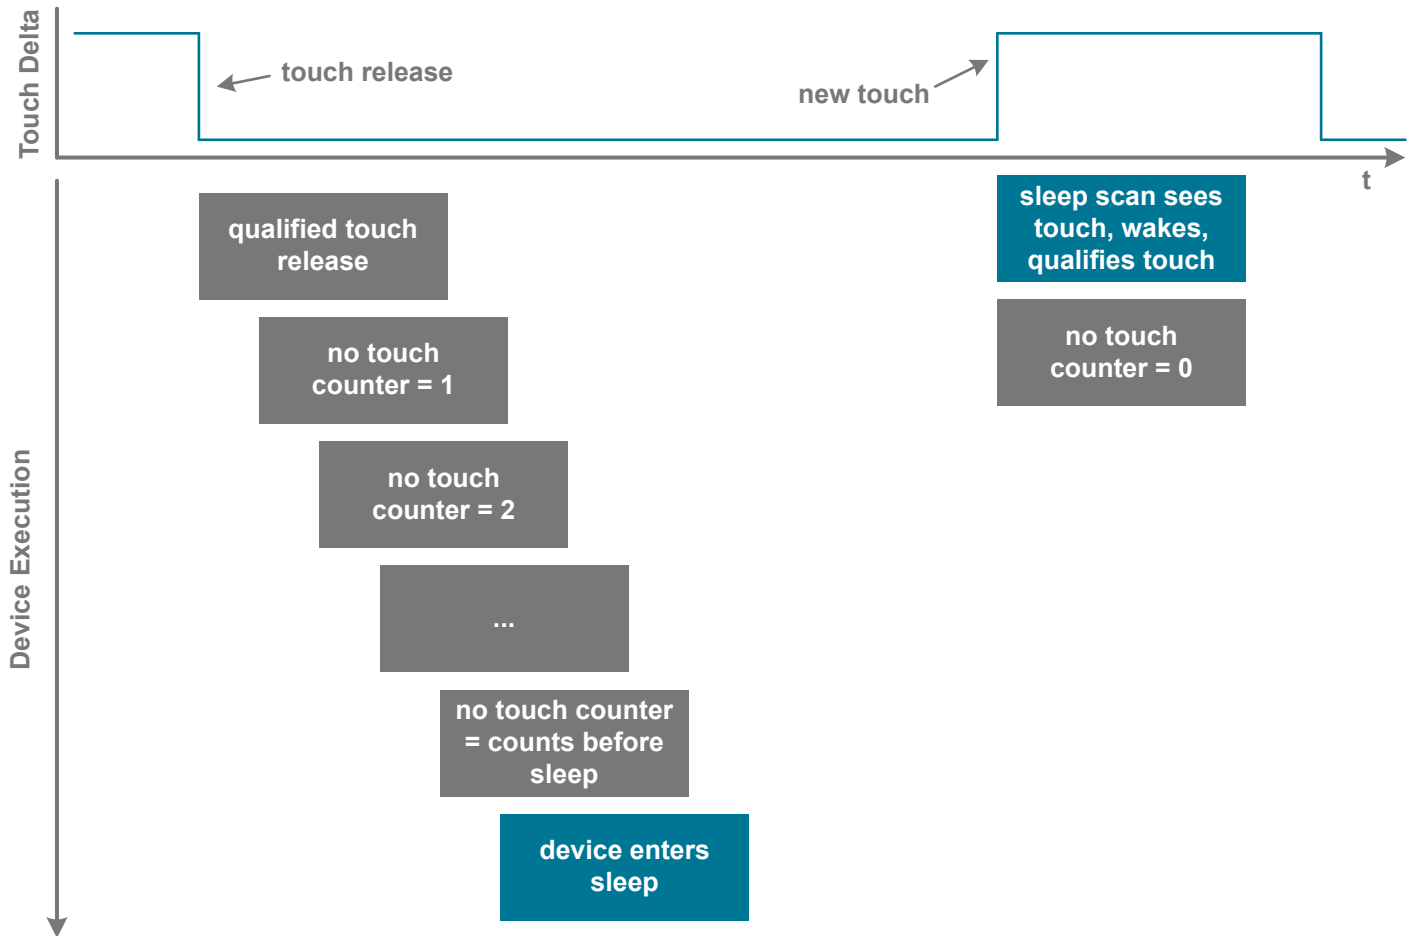 Touch Delta
touch release
new touch
t
Device Execution
qualified touch
release
no touch
counter = 1
no touch
counter = 2
...
no touch counter
= counts before
sleep
device enters
sleep
sleep scan sees
touch, wakes,
qualifies touch
no touch
counter = 0